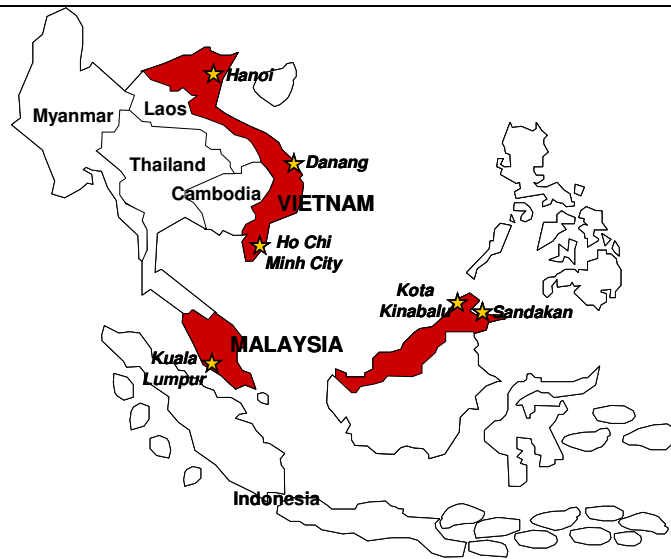 Hanoi
Myanmar
Laos
Thailand
Danang
Cambodia
VIETNAM
Ho Chi
Minh City
Kota
Kinabalu
Sandakan
MALAYSIA
Kuala
Lumpur
Indonesia